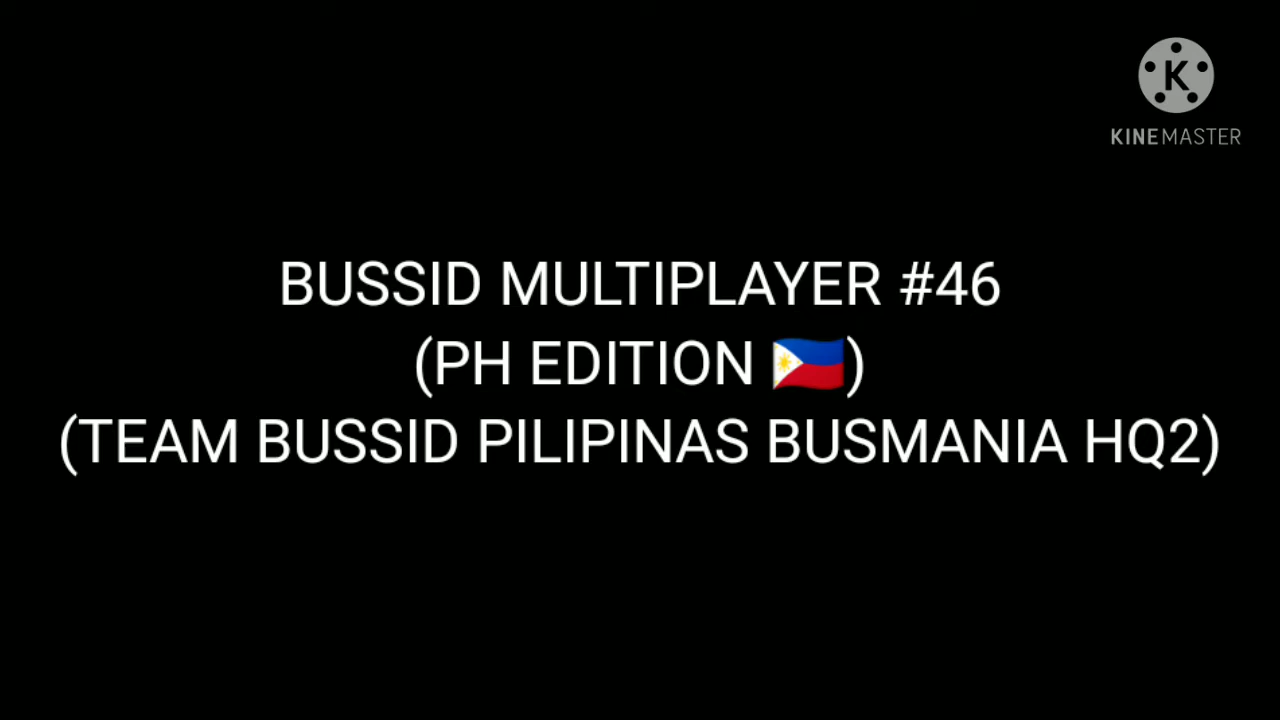 K
KINEMASTER
BUSSID MULTIPLAYER #46
(PH EDITION 🇵🇭)
(TEAM BUSSID PILIPINAS BUSMANIA HQ2)